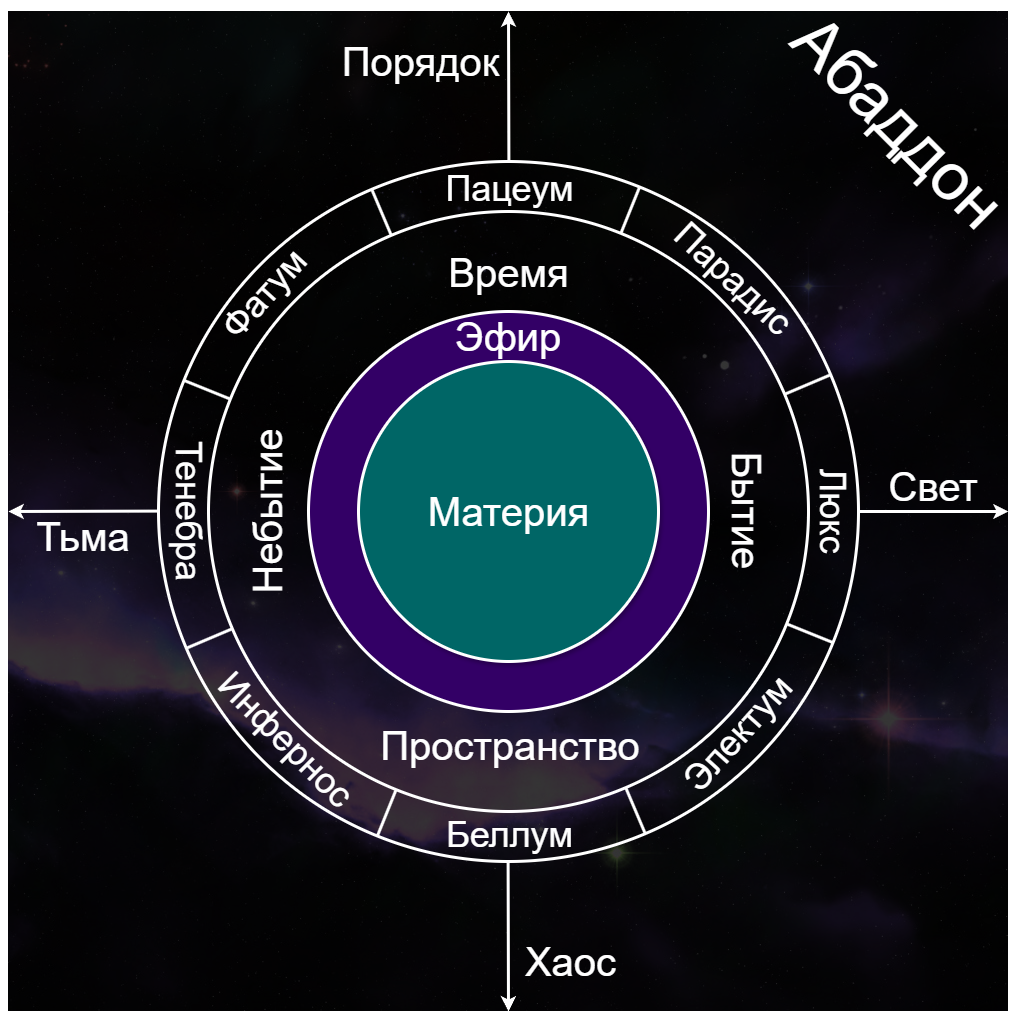 Порядок
Абаддон
Пацеум
Фатум
Парадис
Время
Эфир
Тенебра
Небытие
Материя
Бытие
Люкс
Свет
Тьма
Инфернос
Пространство
Электум
Беллум
Хаос